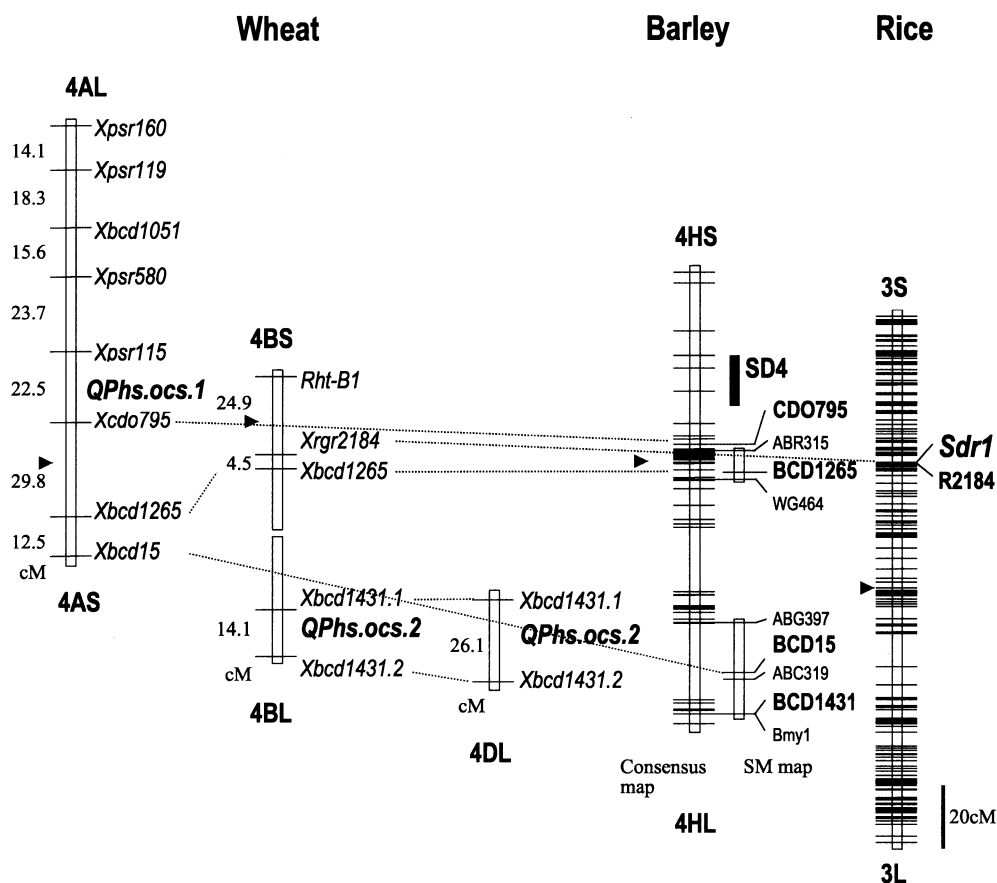 Wheat
Barley
Rice
4AL
Xpsr160
14.1
Xpsr119
18.3
Xbcd1051
15.6
Xpsr580
23.7
Xpsr115
22.5
QPhs.ocs.1
Xcdo795
29.8
Xbcd1265
12.5
Xbcd15
cM
4AS
4BS
Rht-B1
24.9
Xrgr2184
4.5
Xbcd1265
Xbcd1431.1
14.1
QPhs.ocs.2
Xbcd1431.2
cM
4BL
Xbcd1431.1
26.1
QPhs.ocs.2
Xbcd1431.2
cM
4DL
4HS
SD4
CDO795
ABR315
BCD1265
WG464
ABG397
BCD15
ABC319
BCD1431
Bmy1
Consensus
map
SM map
4HL
3S
Sdr1
R2184
20cM
3L